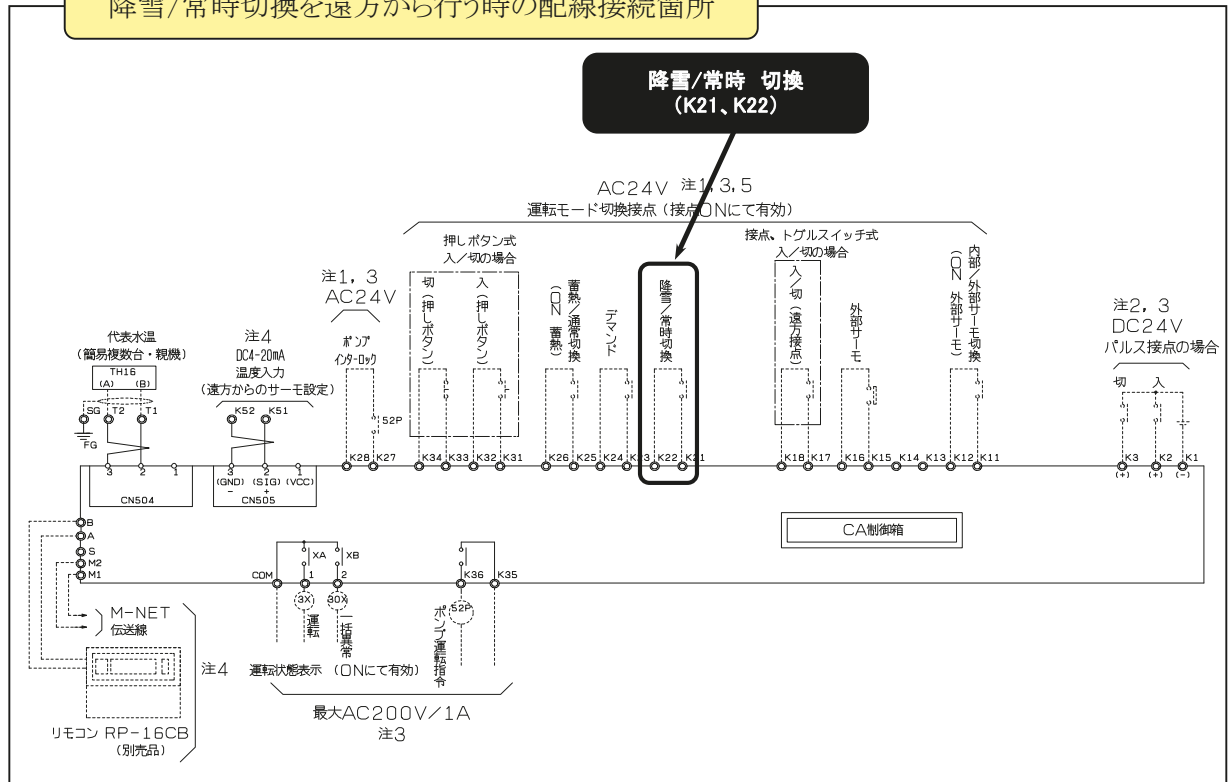 降雪/常時切換を遠方から行う時の配線接続箇所
降雪/常時 切換
(K21、K22)
AC24V 注1,3,5
運転モード切換接点(接点ONにて有効)
押しボタン式
入/切の場合
接点、トグルスイッチ式
入/切の場合
注1,3
AC24V
ポンプ
インターロック
52P
切(押しボタン)
入(押しボタン)
蓄熱/通常切換
(ON 蓄熱)
デマンド
降雪/常時切換
入/切(遠方接点)
外部サーモ
内部/外部サーモ切換
(ON 外部サーモ)
注2,3
DC24V
パルス接点の場合
切 入
代表水温
(簡易複数台・親機)
TH16
(A) (B)
SG T2 T1
FG
3 2 1
CN504
注4
DC4-20mA
温度入力
(遠方からのサーモ設定)
K52 K51
3 2 1
(GND) (SIG) (VCC)
- +
CN505
K28 K27 K34 K33 K32 K31 K26 K25 K24 K23 K22 K21 K18 K17 K16 K15 K14 K13 K12 K11 K3 K2 K1
(+) (+) (-)
CA制御箱
B
A
S
M2
M1
M-NET
伝送線
注4
リモコン RP-16CB
(別売品)
XA XB
COM 1 2 K36 K35
3X 30X 52P
運転
一括異常
ポンプ運転指令
運転状態表示 (ONにて有効)
最大AC200V/1A
注3